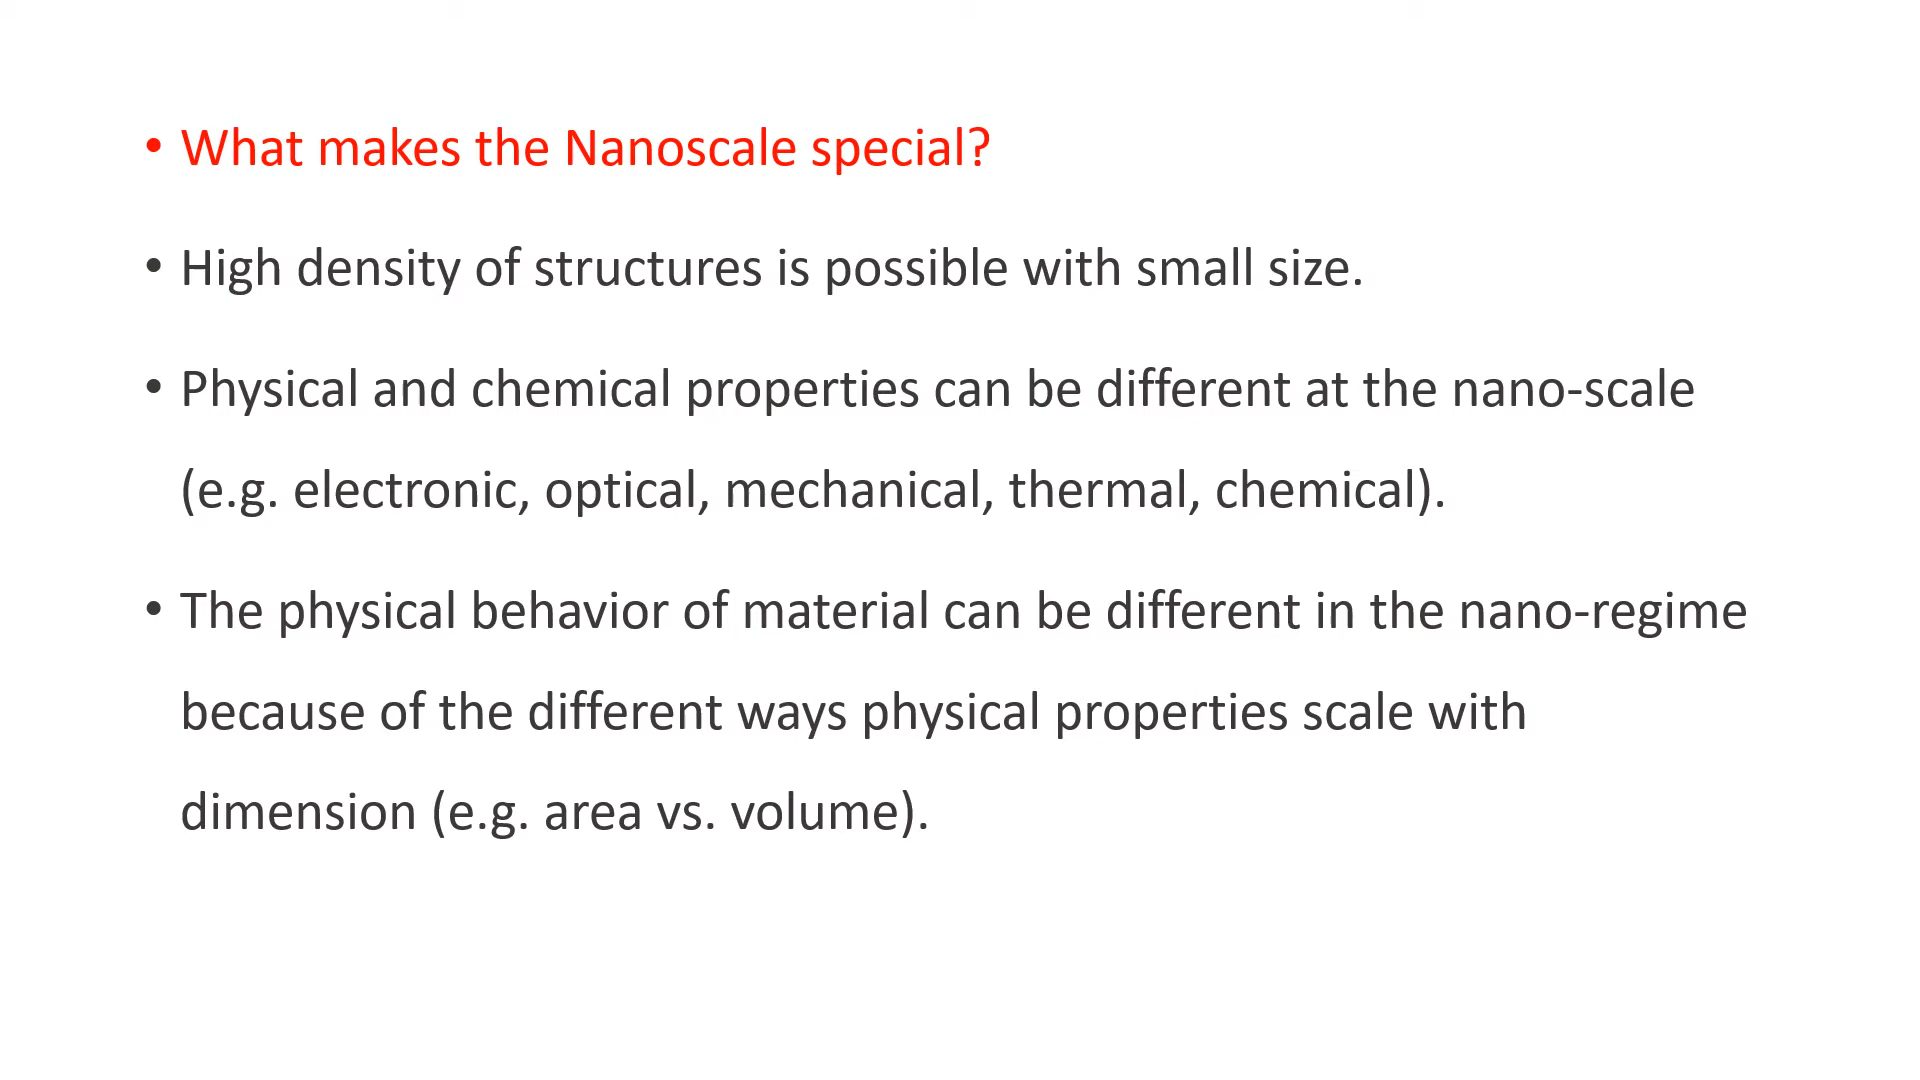 • What makes the Nanoscale special?
• High density of structures is possible with small size.
• Physical and chemical properties can be different at the nano-scale
(e.g. electronic, optical, mechanical, thermal, chemical).
• The physical behavior of material can be different in the nano-regime
because of the different ways physical properties scale with
dimension (e.g. area vs. volume).